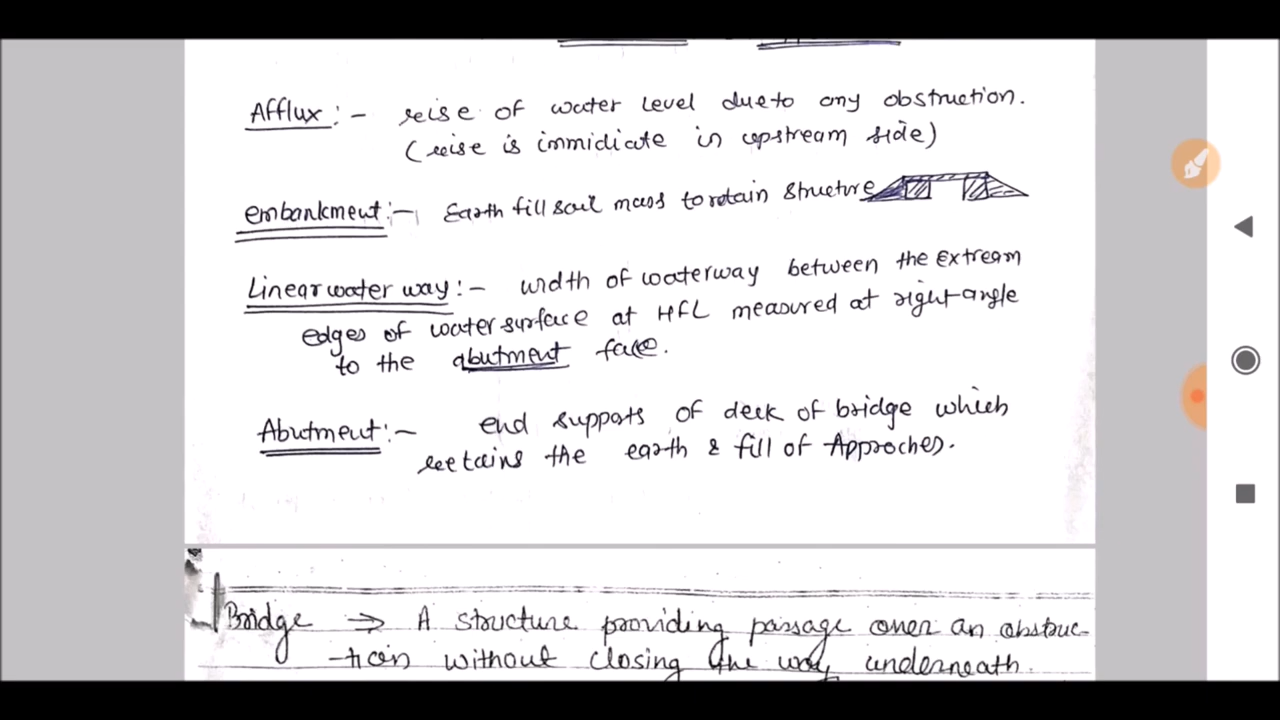 Afflux :- reise of water level due to any obstruction.
(reise is immidiate in upstream side)
embankment :- Earth fill soil mass to retain structure
Linear water way :- width of waterway between the extream
edges of water surface at HFL measured at right angle
to the abutment face.
Abutment :- end supports of deck of bridge which
reetains the earth & fill of Approches.
Bridge → A structure providing passage over an obstruc-
-tion without closing the way underneath.